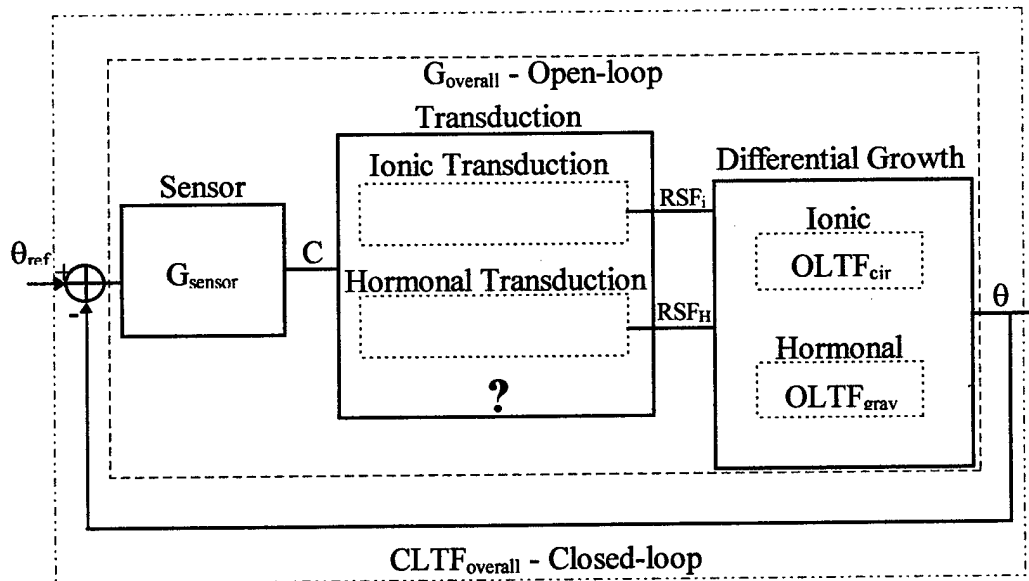 G_overall - Open-loop
Transduction
Ionic Transduction
Differential Growth
Sensor
RSF_i
Ionic
C
OLTF_cir
θ_ref
+
G_sensor
Hormonal Transduction
θ
RSF_H
-
Hormonal
OLTF_grav
?
CLTF_overall - Closed-loop